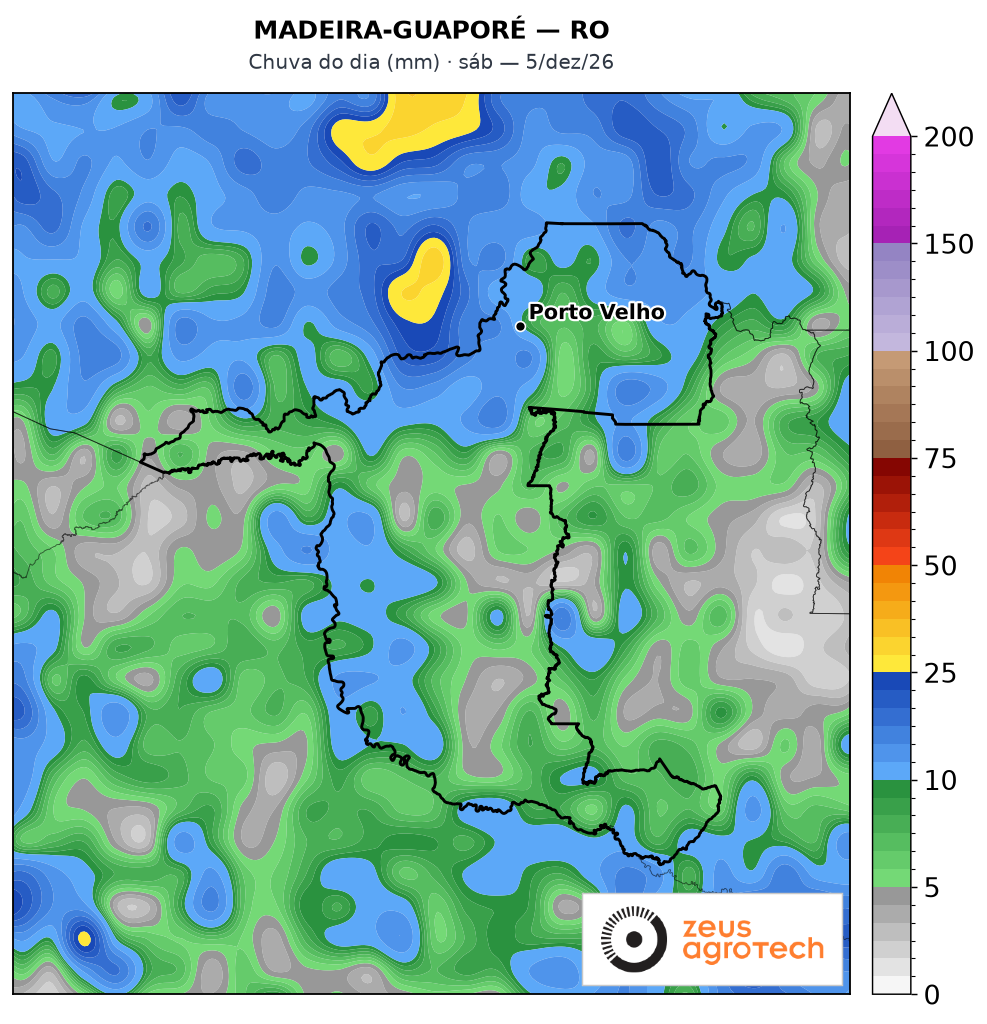 MADEIRA-GUAPORÉ — RO
Chuva do dia (mm) · sáb — 5/dez/26
Porto Velho
200
150
100
75
50
25
10
5
0
zeus
agrotech